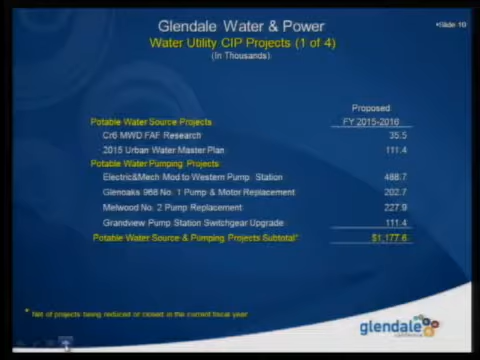 Glendale Water & Power
•Slide 10
Water Utility CIP Projects (1 of 4)
(In Thousands)
Proposed
Potable Water Source Projects FY 2015-2016
Cr6 MWD FAF Research 35.5
2015 Urban Water Master Plan 111.4
Potable Water Pumping Projects
Electric&Mech Mod to Western Pump Station 488.7
Glenoaks 968 No. 1 Pump & Motor Replacement 202.7
Melwood No. 2 Pump Replacement 227.9
Grandview Pump Station Switchgear Upgrade 111.4
Potable Water Source & Pumping Projects Subtotal* $1,177.6
* Net of projects being reduced or closed in the current fiscal year
glendale